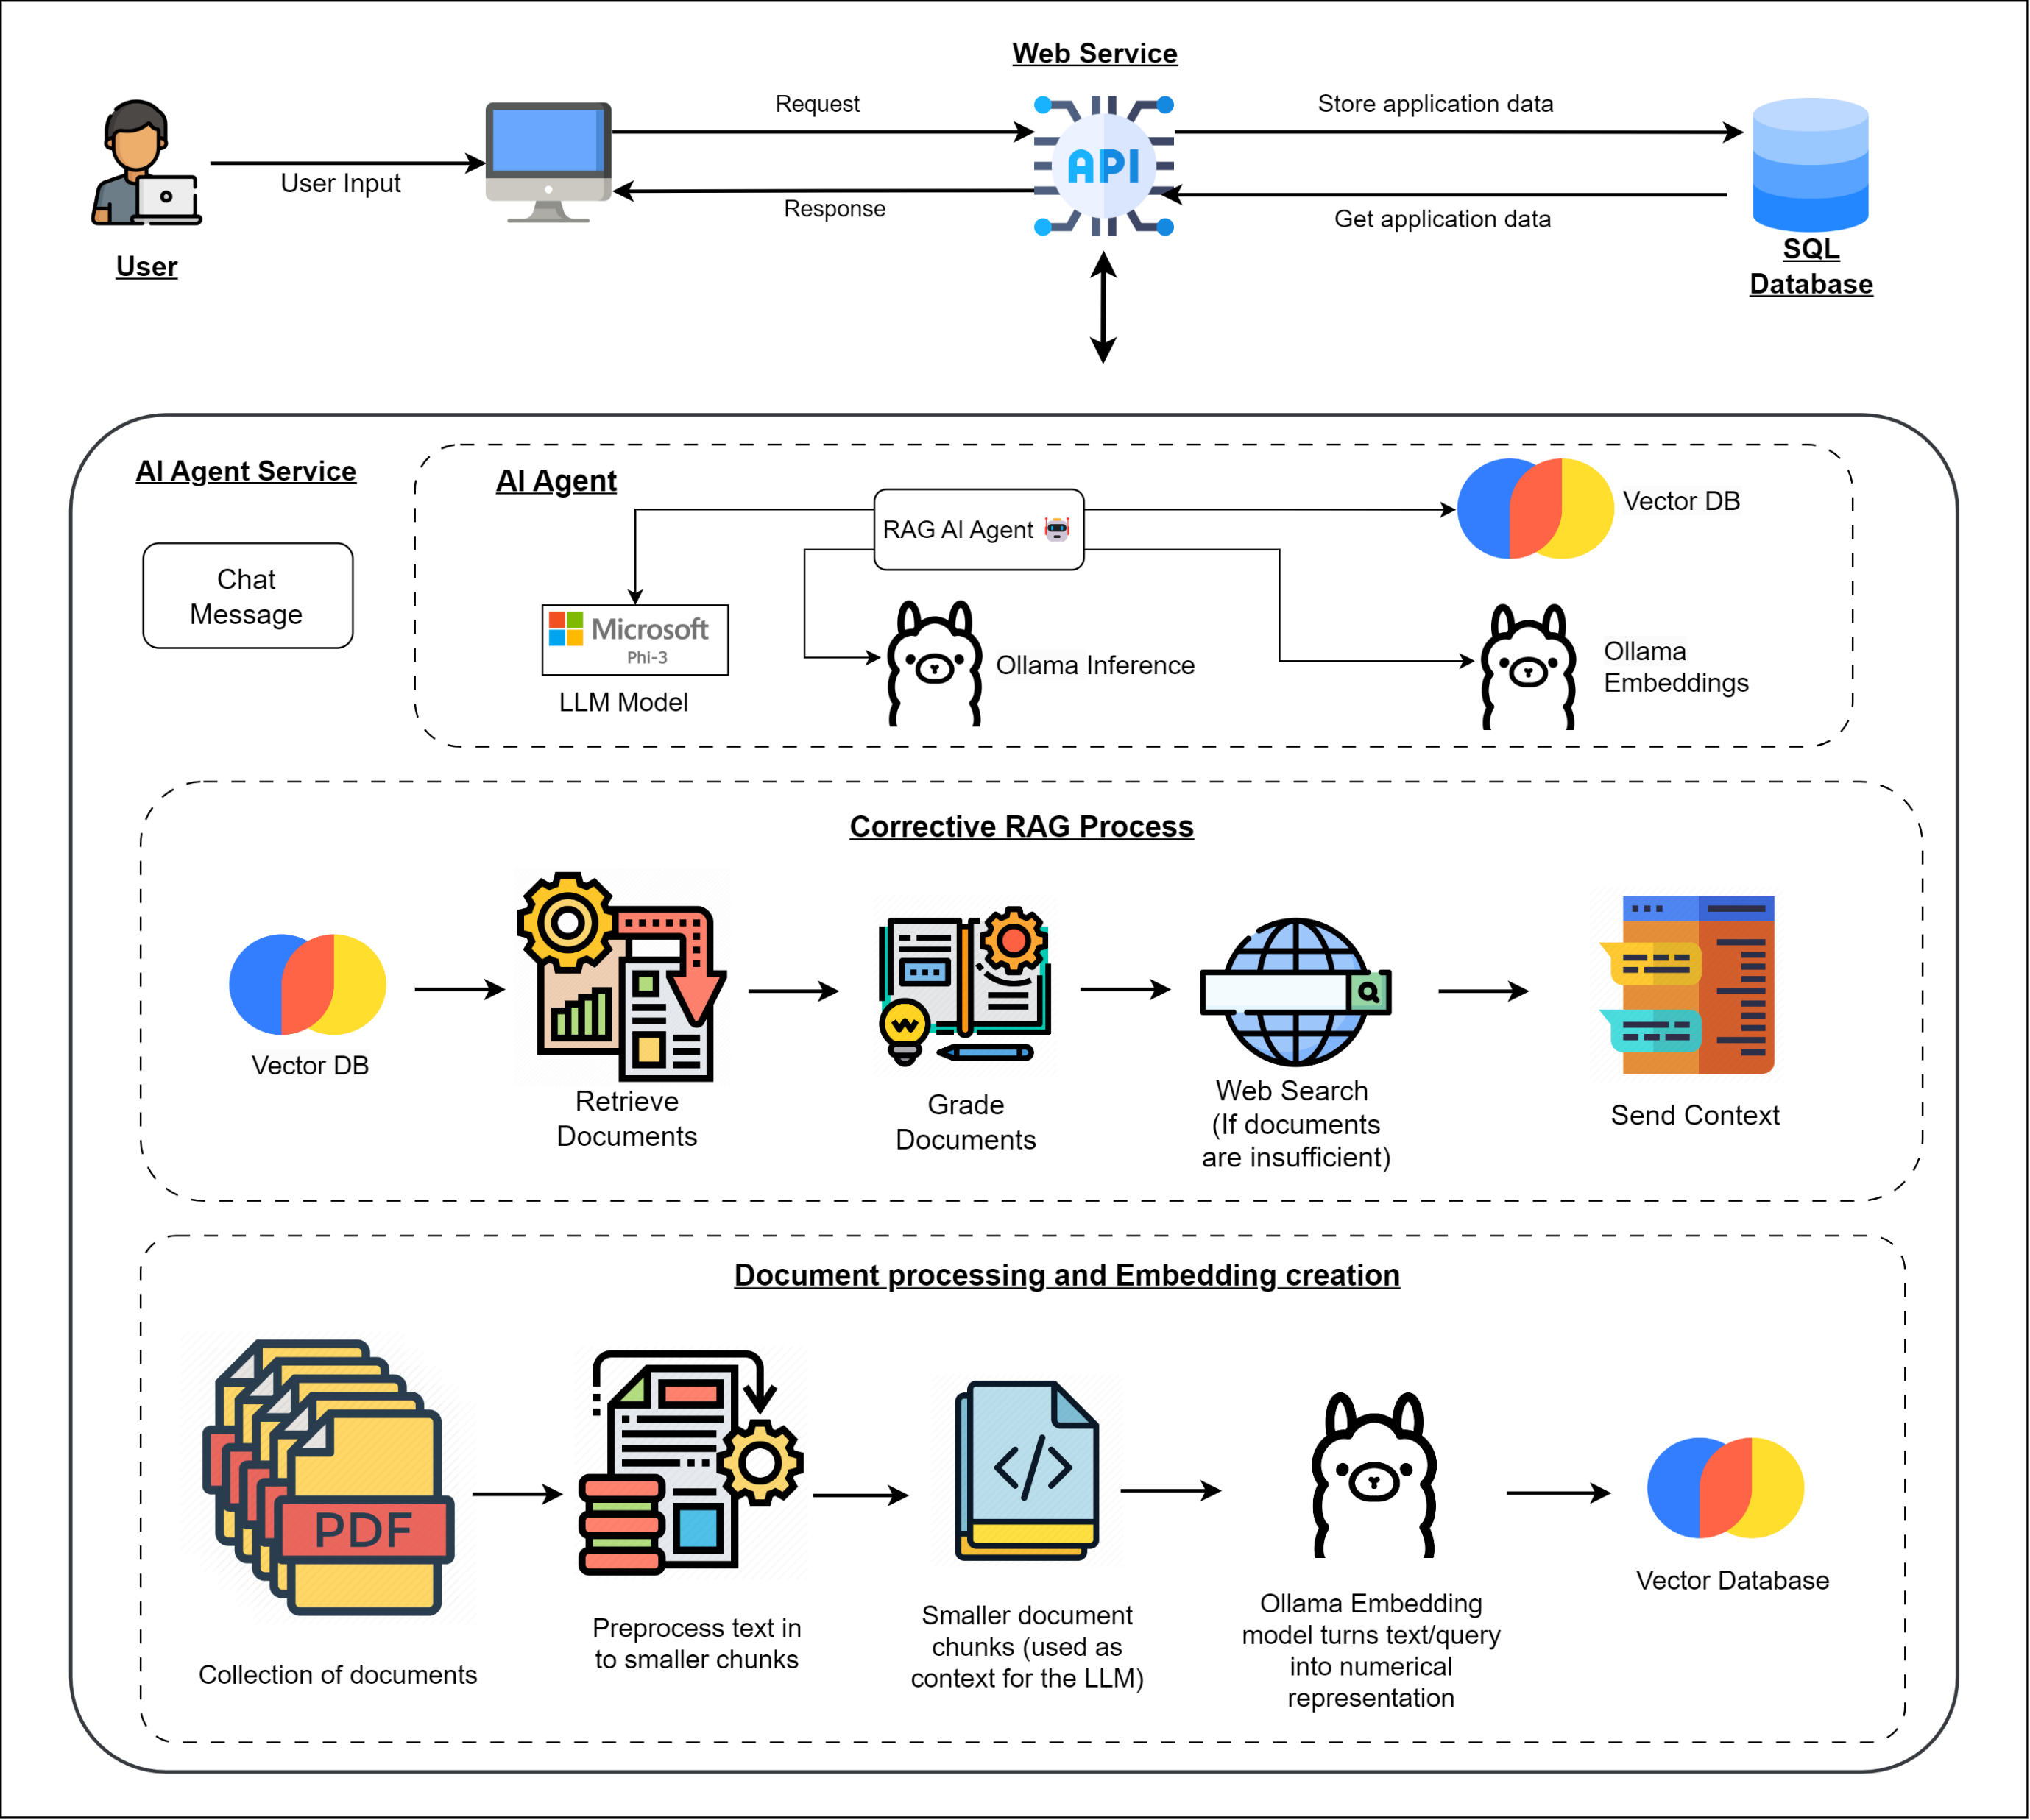 Web Service
Request
Store application data
API
User Input
Response
Get application data
User
SQL
Database
AI Agent Service
AI Agent
RAG AI Agent
Vector DB
Chat
Message
Microsoft
Phi-3
LLM Model
Ollama Inference
Ollama
Embeddings
Corrective RAG Process
Vector DB
Retrieve
Documents
Grade
Documents
Web Search
(If documents
are insufficient)
Send Context
Document processing and Embedding creation
PDF
Collection of documents
Preprocess text in
to smaller chunks
Smaller document
chunks (used as
context for the LLM)
Ollama Embedding
model turns text/query
into numerical
representation
Vector Database